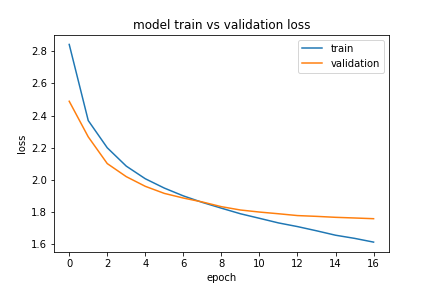 model train vs validation loss
train
validation
loss
2.8
2.6
2.4
2.2
2.0
1.8
1.6
0 2 4 6 8 10 12 14 16
epoch